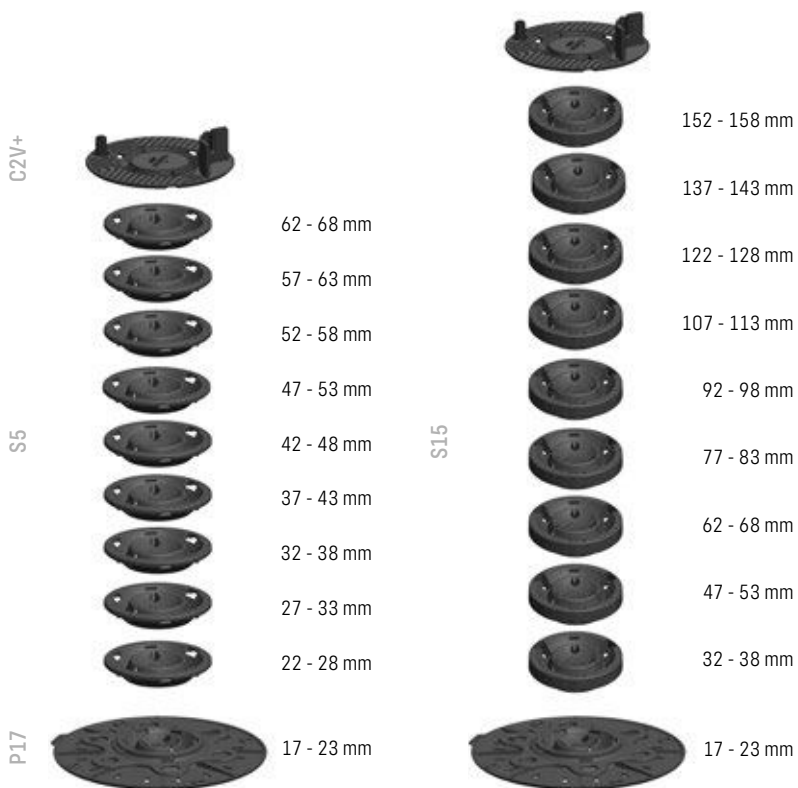 C2V+
62 - 68 mm
57 - 63 mm
52 - 58 mm
47 - 53 mm
S5
42 - 48 mm
37 - 43 mm
32 - 38 mm
27 - 33 mm
22 - 28 mm
P17
17 - 23 mm
152 - 158 mm
137 - 143 mm
122 - 128 mm
107 - 113 mm
92 - 98 mm
S15
77 - 83 mm
62 - 68 mm
47 - 53 mm
32 - 38 mm
17 - 23 mm